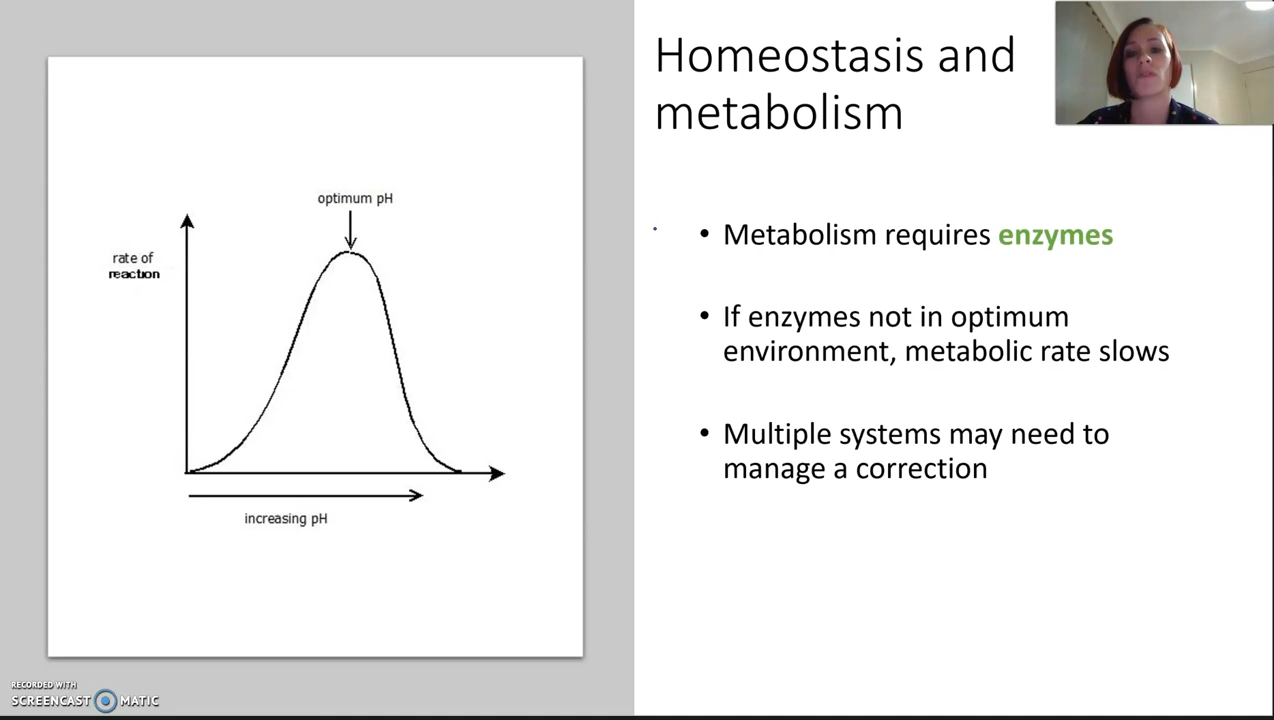 Homeostasis and
metabolism
optimum pH
rate of
reaction
increasing pH
• Metabolism requires enzymes
• If enzymes not in optimum
environment, metabolic rate slows
• Multiple systems may need to
manage a correction
RECORDED WITH
SCREENCAST MATIC